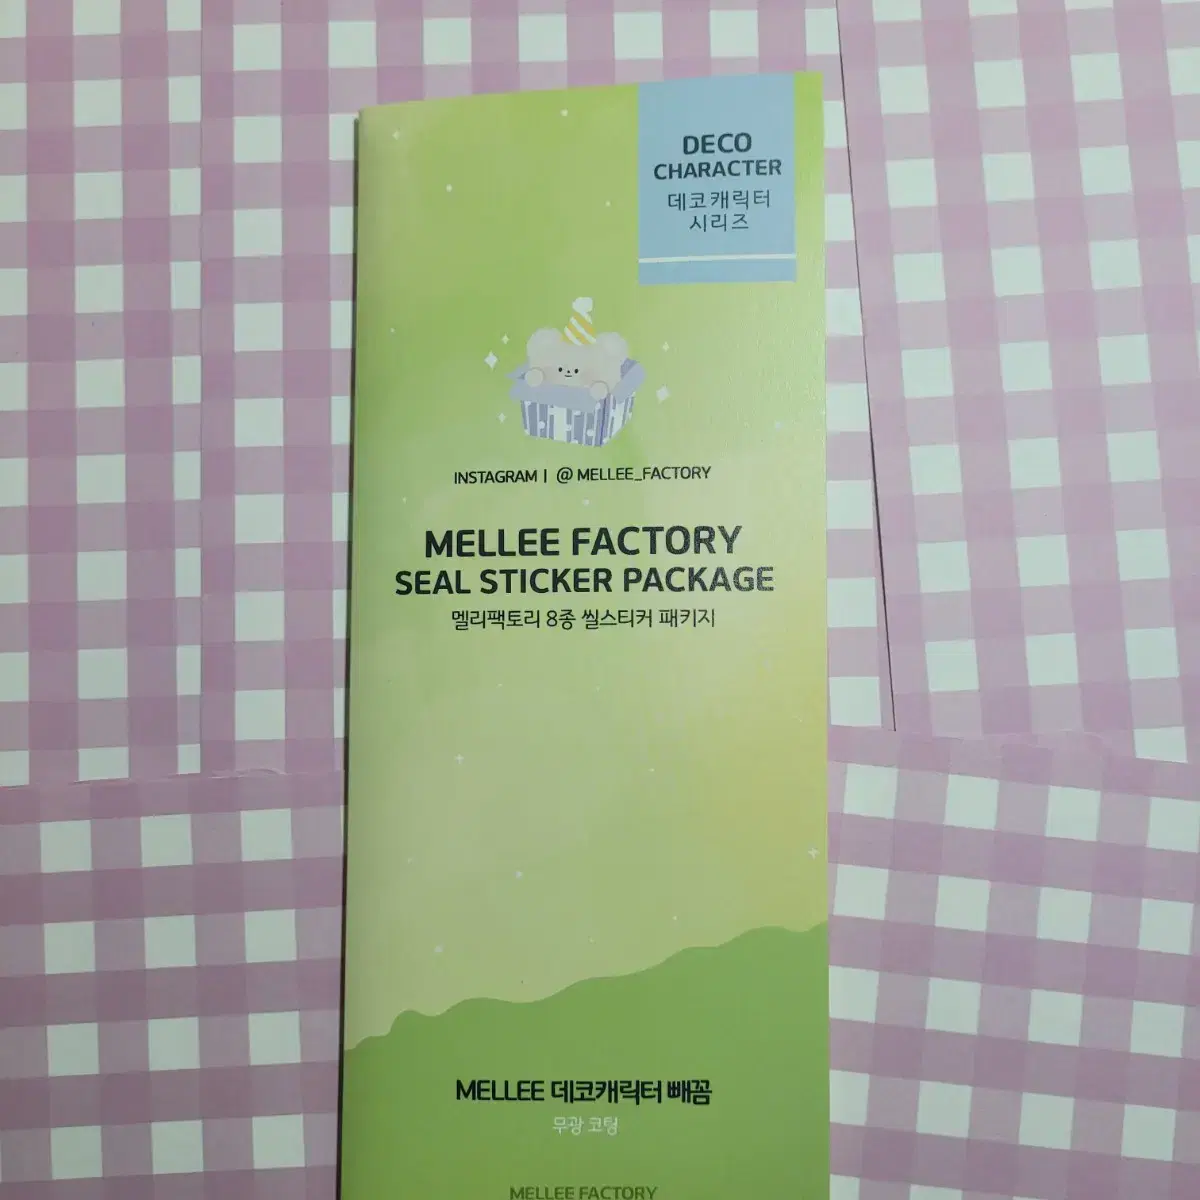 DECO
CHARACTER
데코캐릭터
시리즈
INSTAGRAM | @ MELLEE_FACTORY
MELLEE FACTORY
SEAL STICKER PACKAGE
멜리팩토리 8종 씰스티커 패키지
MELLEE 데코캐릭터 빼꼼
무광 코팅
MELLEE FACTORY